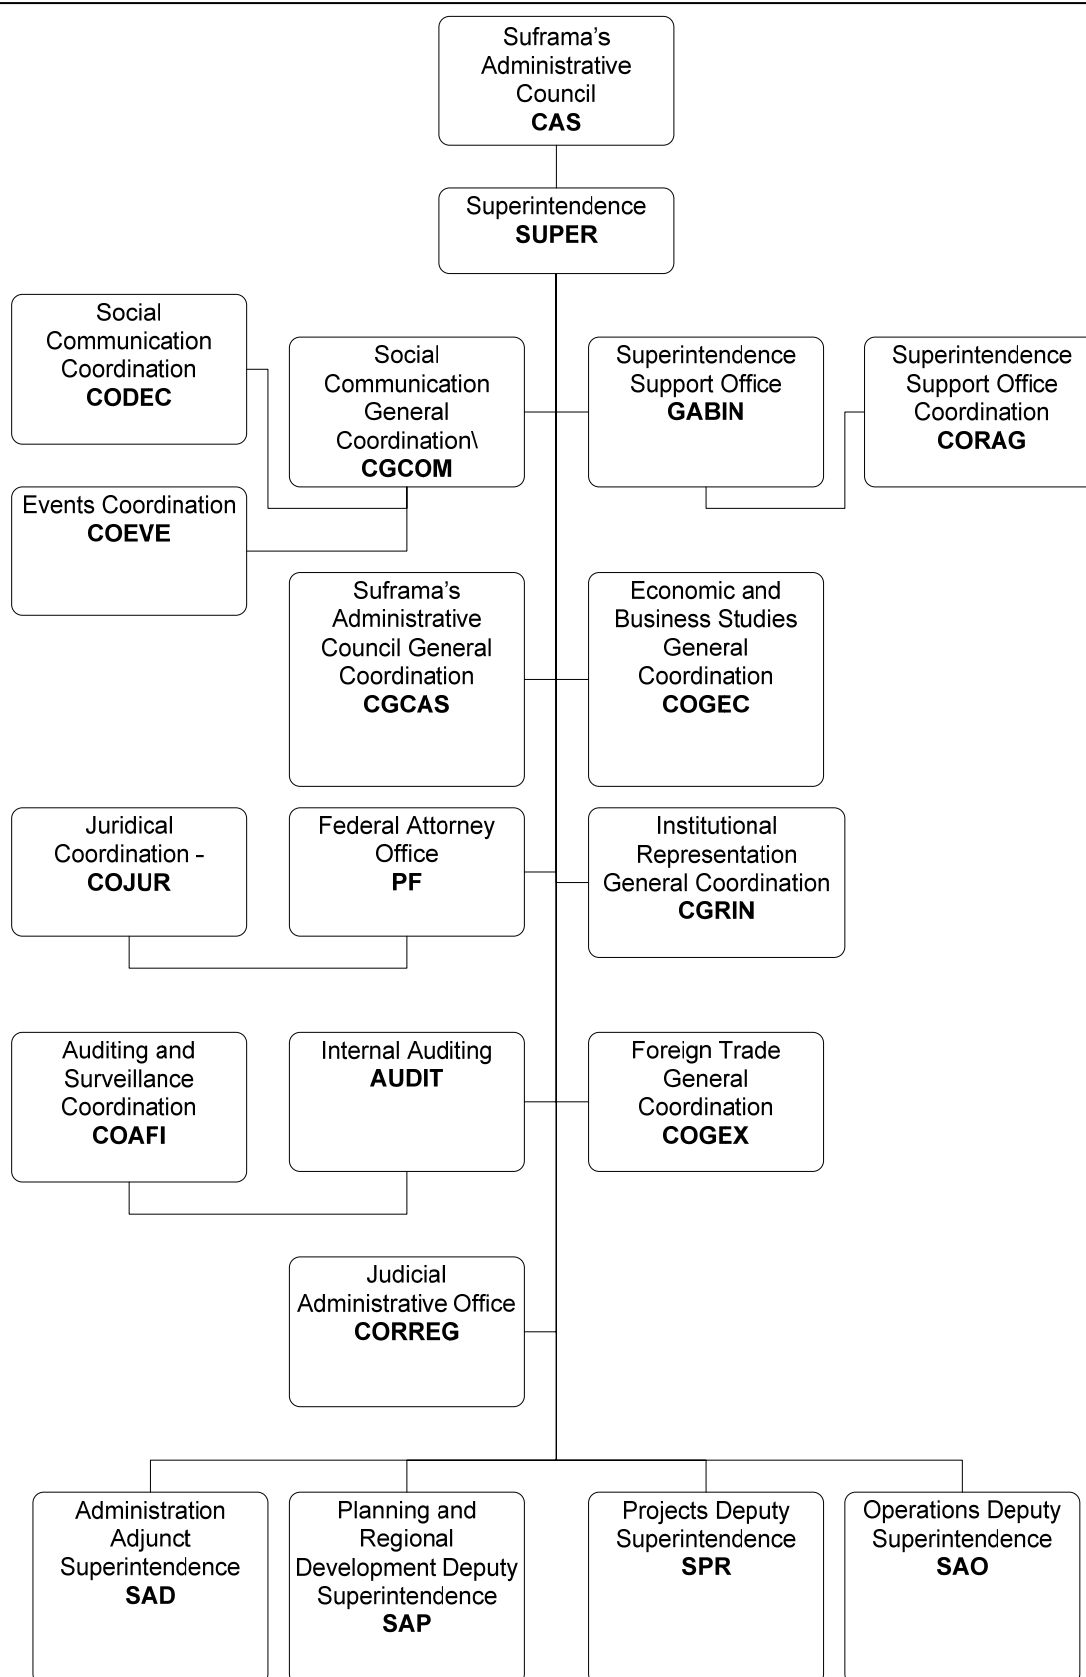 Suframa’s
Administrative
Council
CAS
Superintendence
SUPER
Social
Communication
Coordination
CODEC
Social
Communication
General
Coordination\
CGCOM
Superintendence
Support Office
GABIN
Superintendence
Support Office
Coordination
CORAG
Events Coordination
COEVE
Suframa’s
Administrative
Council General
Coordination
CGCAS
Economic and
Business Studies
General
Coordination
COGEC
Juridical
Coordination -
COJUR
Federal Attorney
Office
PF
Institutional
Representation
General Coordination
CGRIN
Auditing and
Surveillance
Coordination
COAFI
Internal Auditing
AUDIT
Foreign Trade
General
Coordination
COGEX
Judicial
Administrative Office
CORREG
Administration
Adjunct
Superintendence
SAD
Planning and
Regional
Development Deputy
Superintendence
SAP
Projects Deputy
Superintendence
SPR
Operations Deputy
Superintendence
SAO